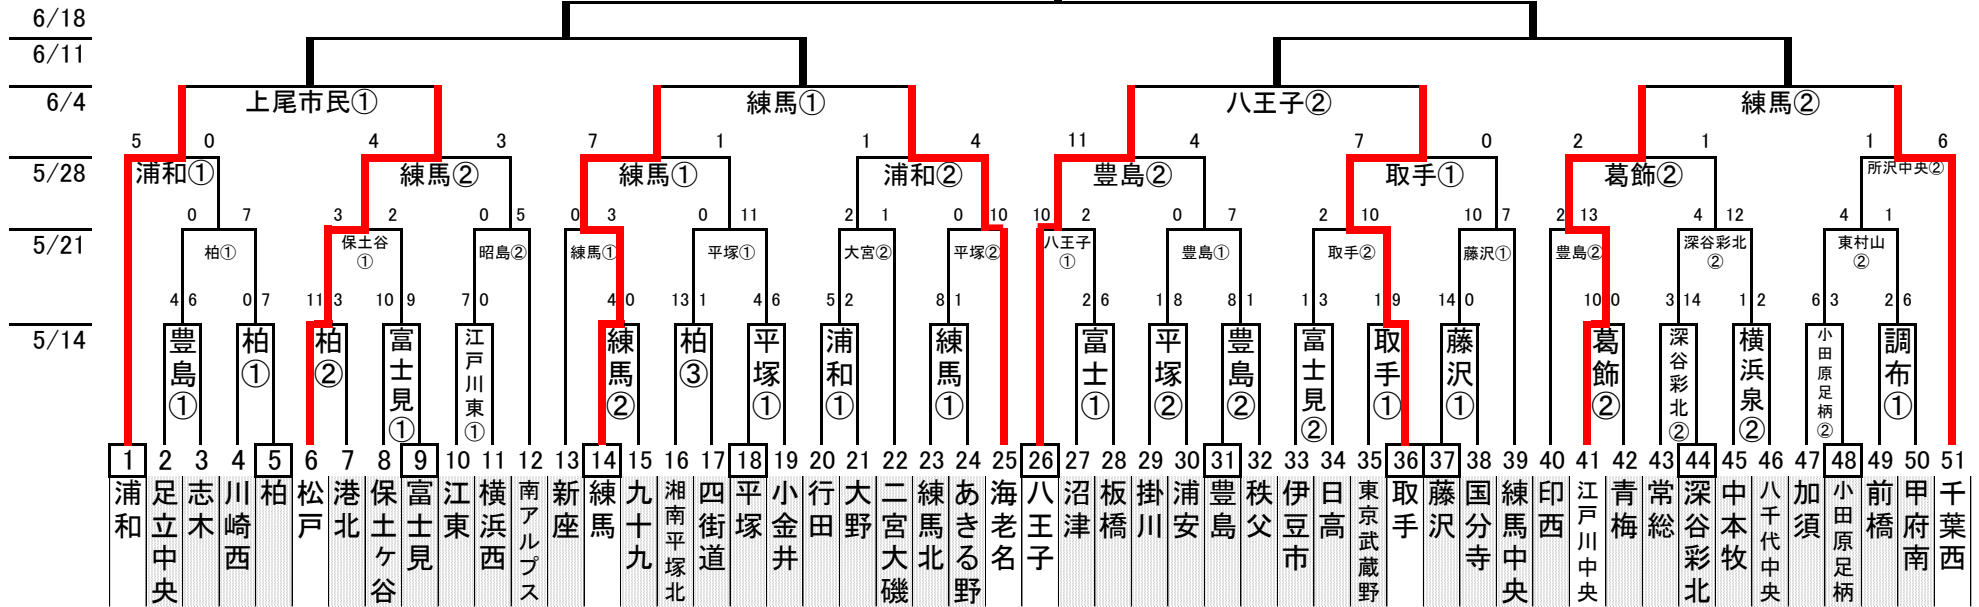 6/18
6/11
6/4
上尾市民① 練馬① 八王子② 練馬②
5 0 4 3 7 1 1 4 11 4 7 0 2 1 1 6
5/28
浦和① 練馬② 練馬① 浦和② 豊島② 取手① 葛飾② 所沢中央②
0 7 3 2 0 5 0 3 0 11 2 1 0 10 10 2 0 7 2 10 10 7 2 13 4 12 4 1
5/21
柏① 保土谷① 昭島② 練馬① 平塚① 大宮② 平塚② 八王子① 豊島① 取手② 藤沢① 豊島② 深谷彩北② 東村山②
4 6 0 7 11 3 10 9 7 0 4 0 13 1 4 6 5 2 8 1 2 6 1 8 8 1 1 3 1 9 14 0 10 0 3 14 1 2 6 3 2 6
5/14
豊島① 柏① 柏② 富士見① 江戸川東① 練馬② 柏③ 平塚① 浦和① 練馬① 富士① 平塚② 豊島② 富士見② 取手① 藤沢① 葛飾② 深谷彩北② 横浜泉② 小田原足柄② 調布①
1 2 3 4 5 6 7 8 9 10 11 12 13 14 15 16 17 18 19 20 21 22 23 24 25 26 27 28 29 30 31 32 33 34 35 36 37 38 39 40 41 42 43 44 45 46 47 48 49 50 51
浦和
足立中央
志木
川崎西
柏
松戸
港北
保土ヶ谷
富士見
江東
横浜西
南アルプス
新座
練馬
九十九
湘南平塚北
四街道
平塚
小金井
行田
大野
二宮大磯
練馬北
あきる野
海老名
八王子
沼津
板橋
掛川
浦安
豊島
秩父
伊豆市
日高
東京武蔵野
取手
藤沢
国分寺
練馬中央
印西
江戸川中央
青梅
常総
深谷彩北
中本牧
八千代中央
加須
小田原足柄
前橋
甲府南
千葉西